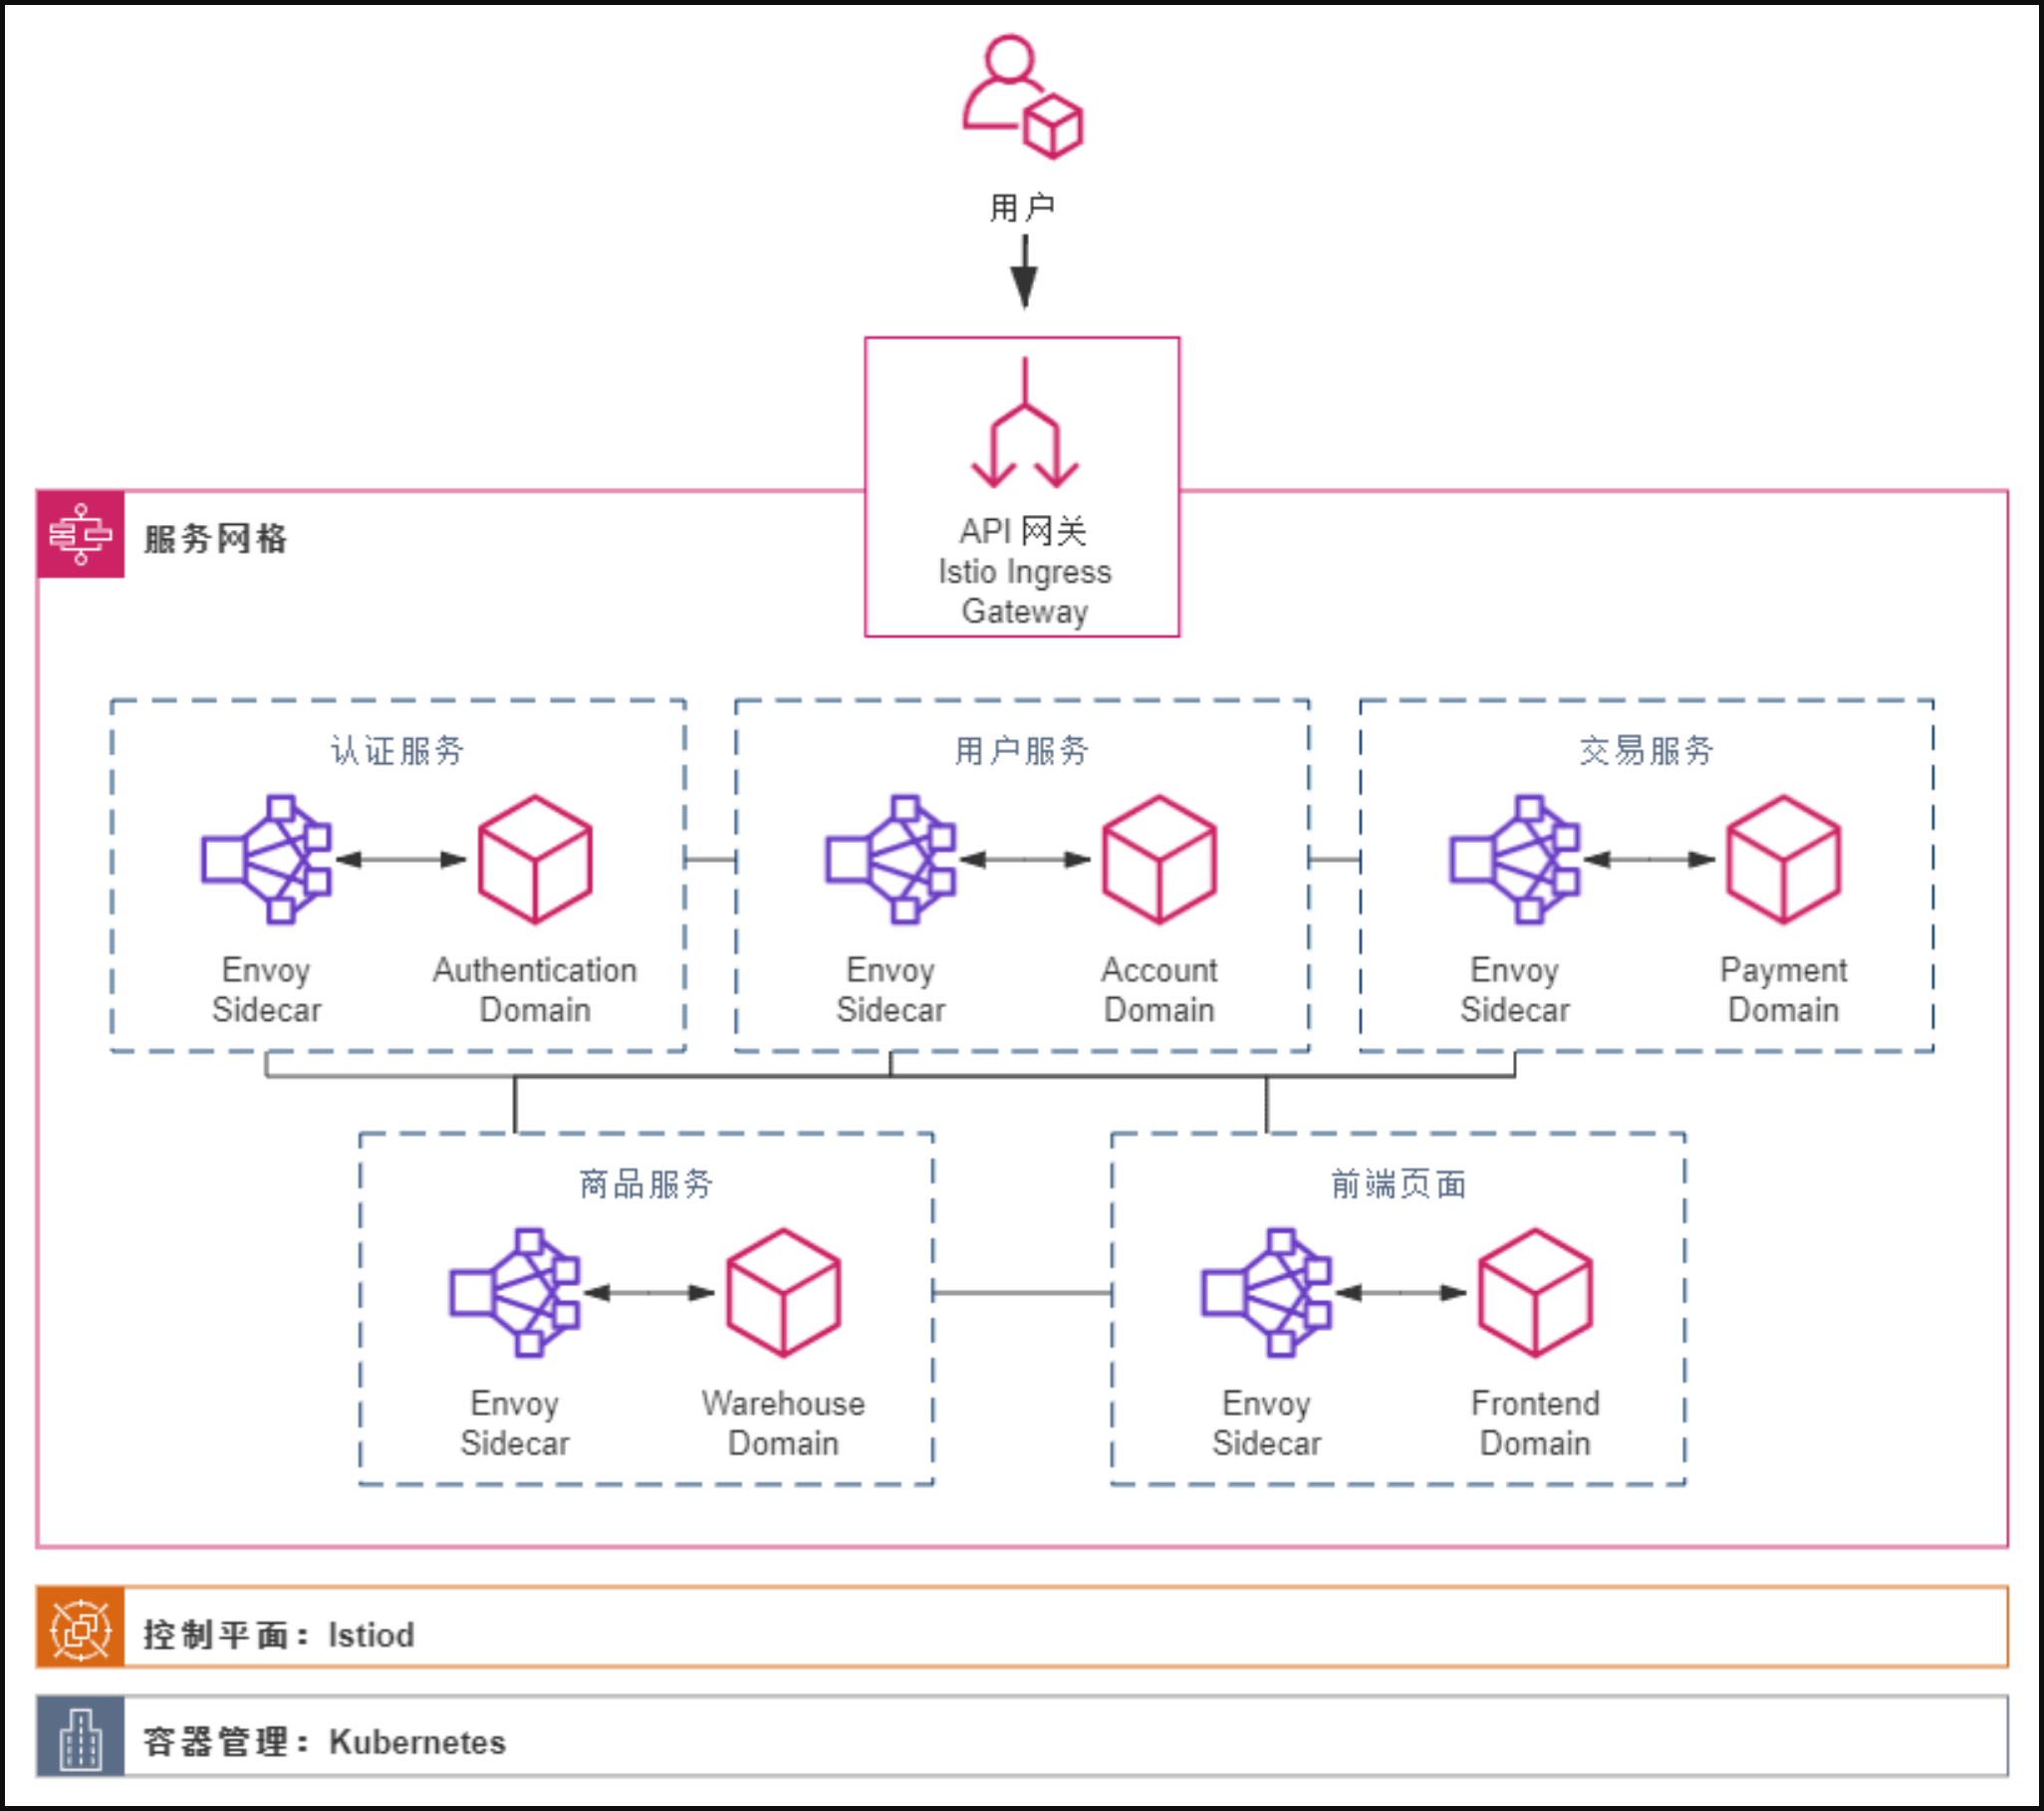 用户
API 网关
Istio Ingress
Gateway
服务网格
认证服务
Envoy
Sidecar
Authentication
Domain
用户服务
Envoy
Sidecar
Account
Domain
交易服务
Envoy
Sidecar
Payment
Domain
商品服务
Envoy
Sidecar
Warehouse
Domain
前端页面
Envoy
Sidecar
Frontend
Domain
控制平面：Istiod
容器管理：Kubernetes